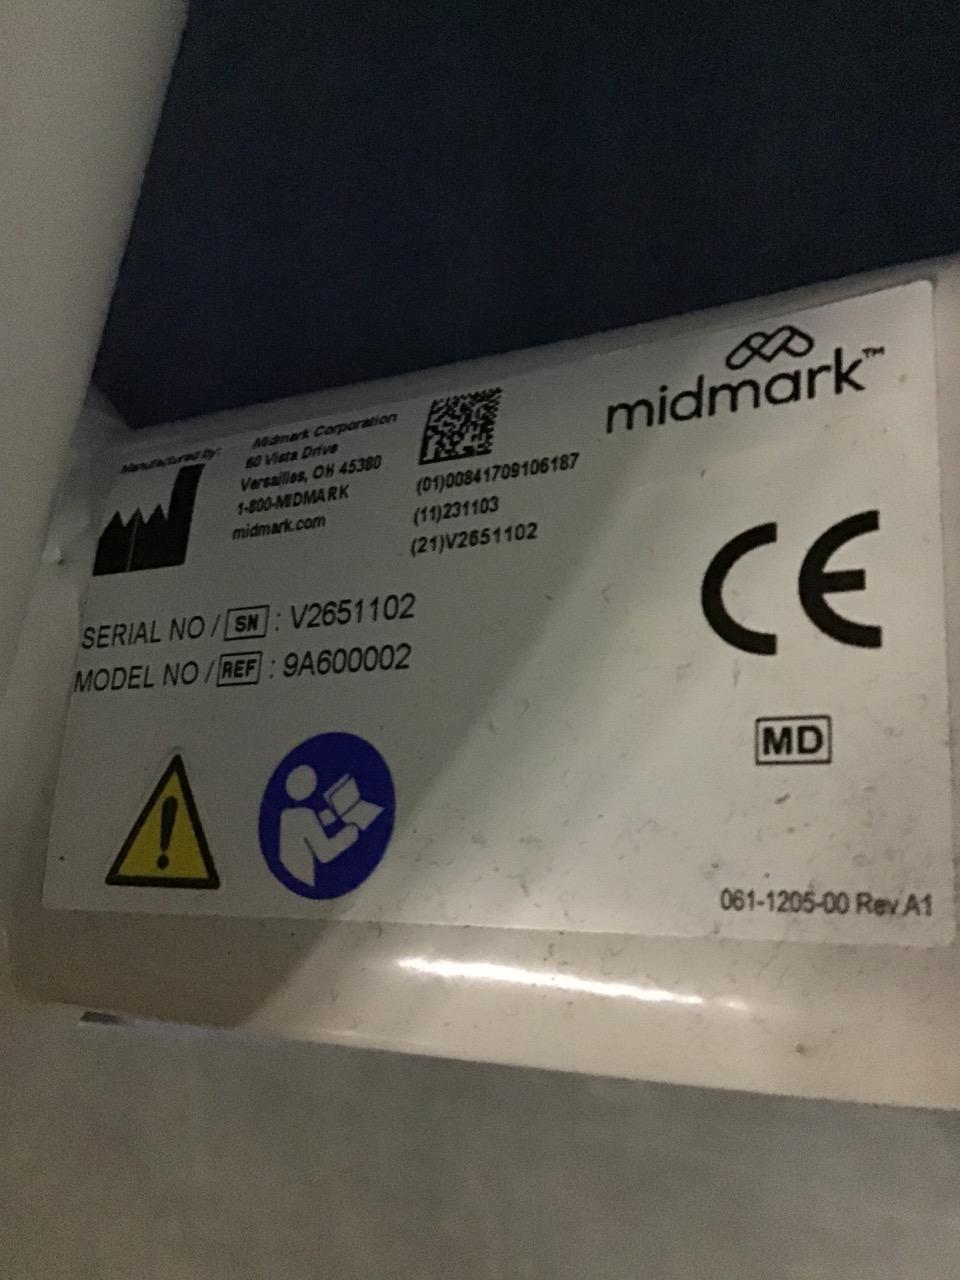 Manufactured by:
Midmark Corporation
60 Vista Drive
Versailles, OH 45380
1-800-MIDMARK
midmark.com
(01)00841709106187
(11)231103
(21)V2651102
midmark™
SERIAL NO / SN : V2651102
MODEL NO / REF : 9A600002
CE
MD
061-1205-00 Rev A1